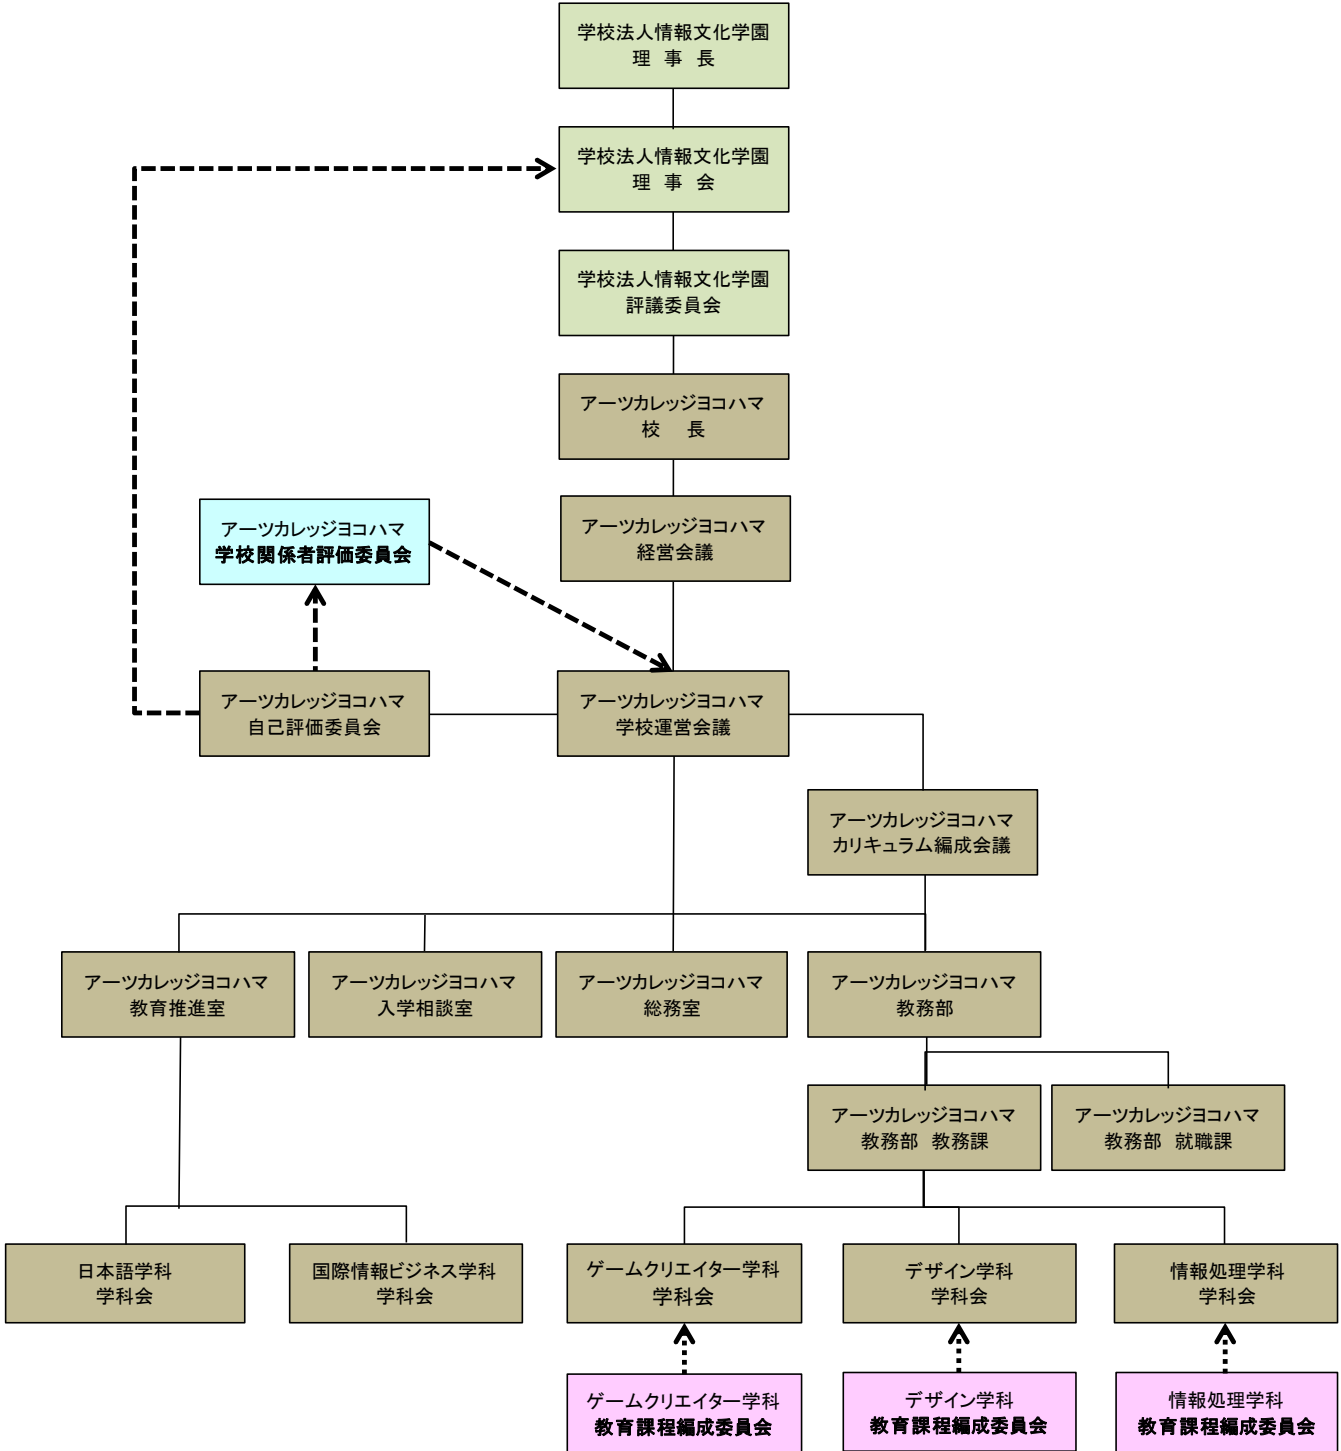 学校法人情報文化学園
理 事 長
学校法人情報文化学園
理 事 会
学校法人情報文化学園
評議委員会
アーツカレッジヨコハマ
校 長
アーツカレッジヨコハマ
経営会議
アーツカレッジヨコハマ
学校関係者評価委員会
アーツカレッジヨコハマ
自己評価委員会
アーツカレッジヨコハマ
学校運営会議
アーツカレッジヨコハマ
カリキュラム編成会議
アーツカレッジヨコハマ
教育推進室
アーツカレッジヨコハマ
入学相談室
アーツカレッジヨコハマ
総務室
アーツカレッジヨコハマ
教務部
アーツカレッジヨコハマ
教務部 教務課
アーツカレッジヨコハマ
教務部 就職課
日本語学科
学科会
国際情報ビジネス学科
学科会
ゲームクリエイター学科
学科会
デザイン学科
学科会
情報処理学科
学科会
ゲームクリエイター学科
教育課程編成委員会
デザイン学科
教育課程編成委員会
情報処理学科
教育課程編成委員会